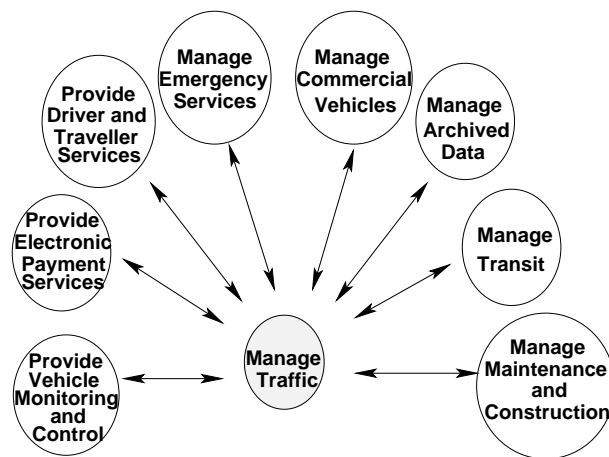 Manage
Emergency
Services
Manage
Commercial
Vehicles
Provide
Driver and
Traveller
Services
Manage
Archived
Data
Provide
Electronic
Payment
Services
Manage
Transit
Provide
Vehicle
Monitoring
and
Control
Manage
Traffic
Manage
Maintenance
and
Construction